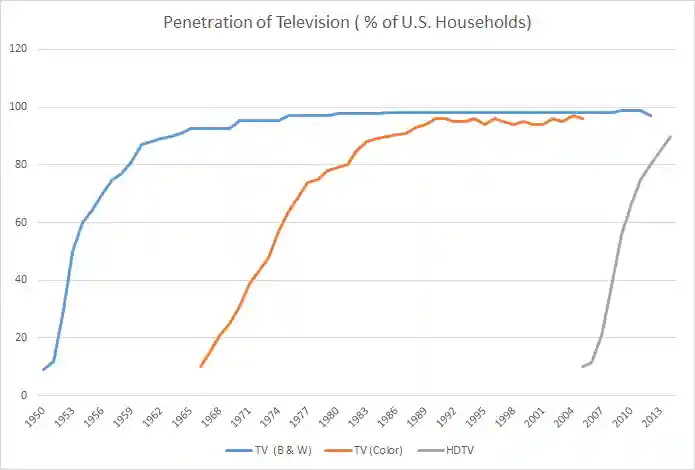 Penetration of Television ( % of U.S. Households)
120
100
80
60
40
20
0
1950 1953 1956 1959 1962 1965 1968 1971 1974 1977 1980 1983 1986 1989 1992 1995 1998 2001 2004 2007 2010 2013
TV (B & W) TV (Color) HDTV